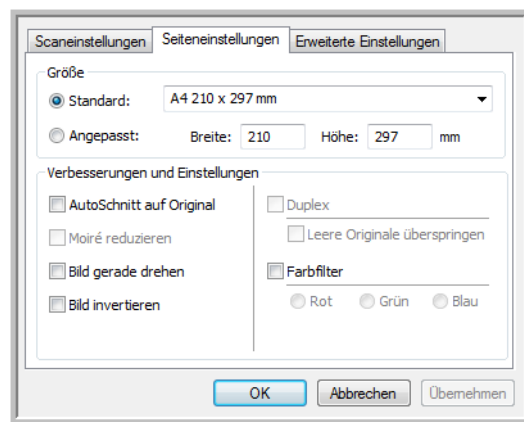 Scaneinstellungen Seiteneinstellungen Erweiterte Einstellungen
Größe
Standard: A4 210 x 297 mm
Angepasst: Breite: 210 Höhe: 297 mm
Verbesserungen und Einstellungen
AutoSchnitt auf Original
Moiré reduzieren
Bild gerade drehen
Bild invertieren
Duplex
Leere Originale überspringen
Farbfilter
Rot Grün Blau
OK Abbrechen Übernehmen